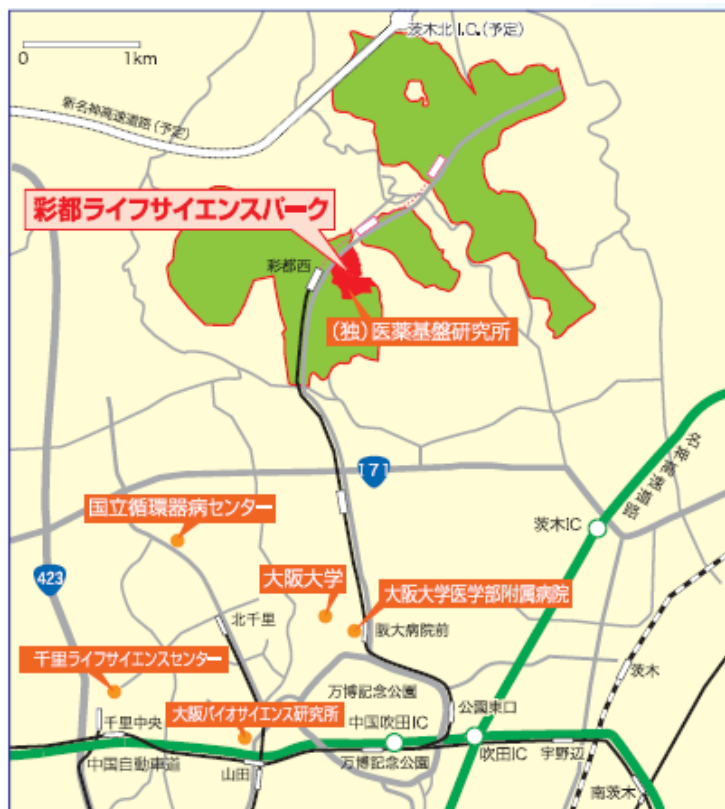 茨木北I.C.(予定)
0 1km
新名神高速道路(予定)
彩都ライフサイエンスパーク
彩都西
(独)医薬基盤研究所
171
名神高速道路
国立循環器病センター
茨木IC
423
大阪大学
大阪大学医学部附属病院
北千里
阪大病院前
千里ライフサイエンスセンター
茨木
万博記念公園
大阪バイオサイエンス研究所
千里中央
中国吹田IC
公園東口
中国自動車道
山田
万博記念公園
吹田IC
宇野辺
南茨木